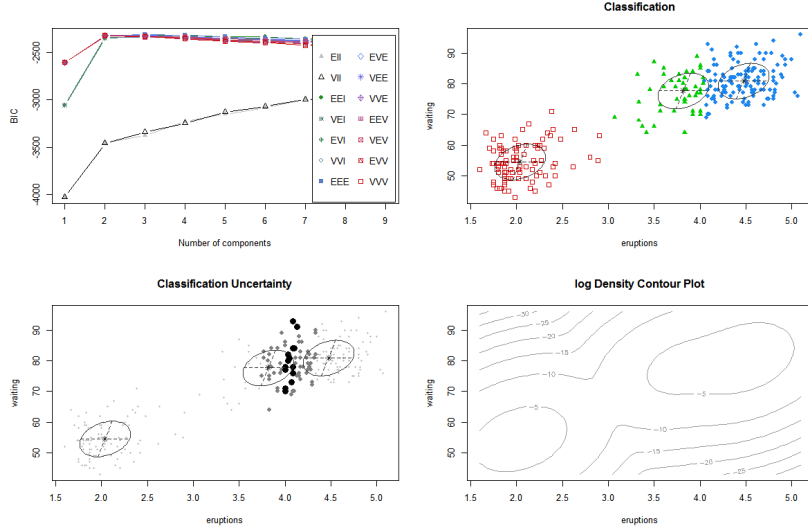 Classification
BIC
-2500
-3000
-3500
-4000
1 2 3 4 5 6 7 8 9
Number of components
EII
VII
EEI
VEI
EVI
VVI
EEE
EVE
VEE
VVE
EEV
VEV
EVV
VVV
waiting
90
80
70
60
50
1.5 2.0 2.5 3.0 3.5 4.0 4.5 5.0
eruptions
Classification Uncertainty
waiting
90
80
70
60
50
1.5 2.0 2.5 3.0 3.5 4.0 4.5 5.0
eruptions
log Density Contour Plot
waiting
90
80
70
60
50
-30
-25
-20
-15
-10
-5
-5
-10
-15
-20
-25
1.5 2.0 2.5 3.0 3.5 4.0 4.5 5.0
eruptions